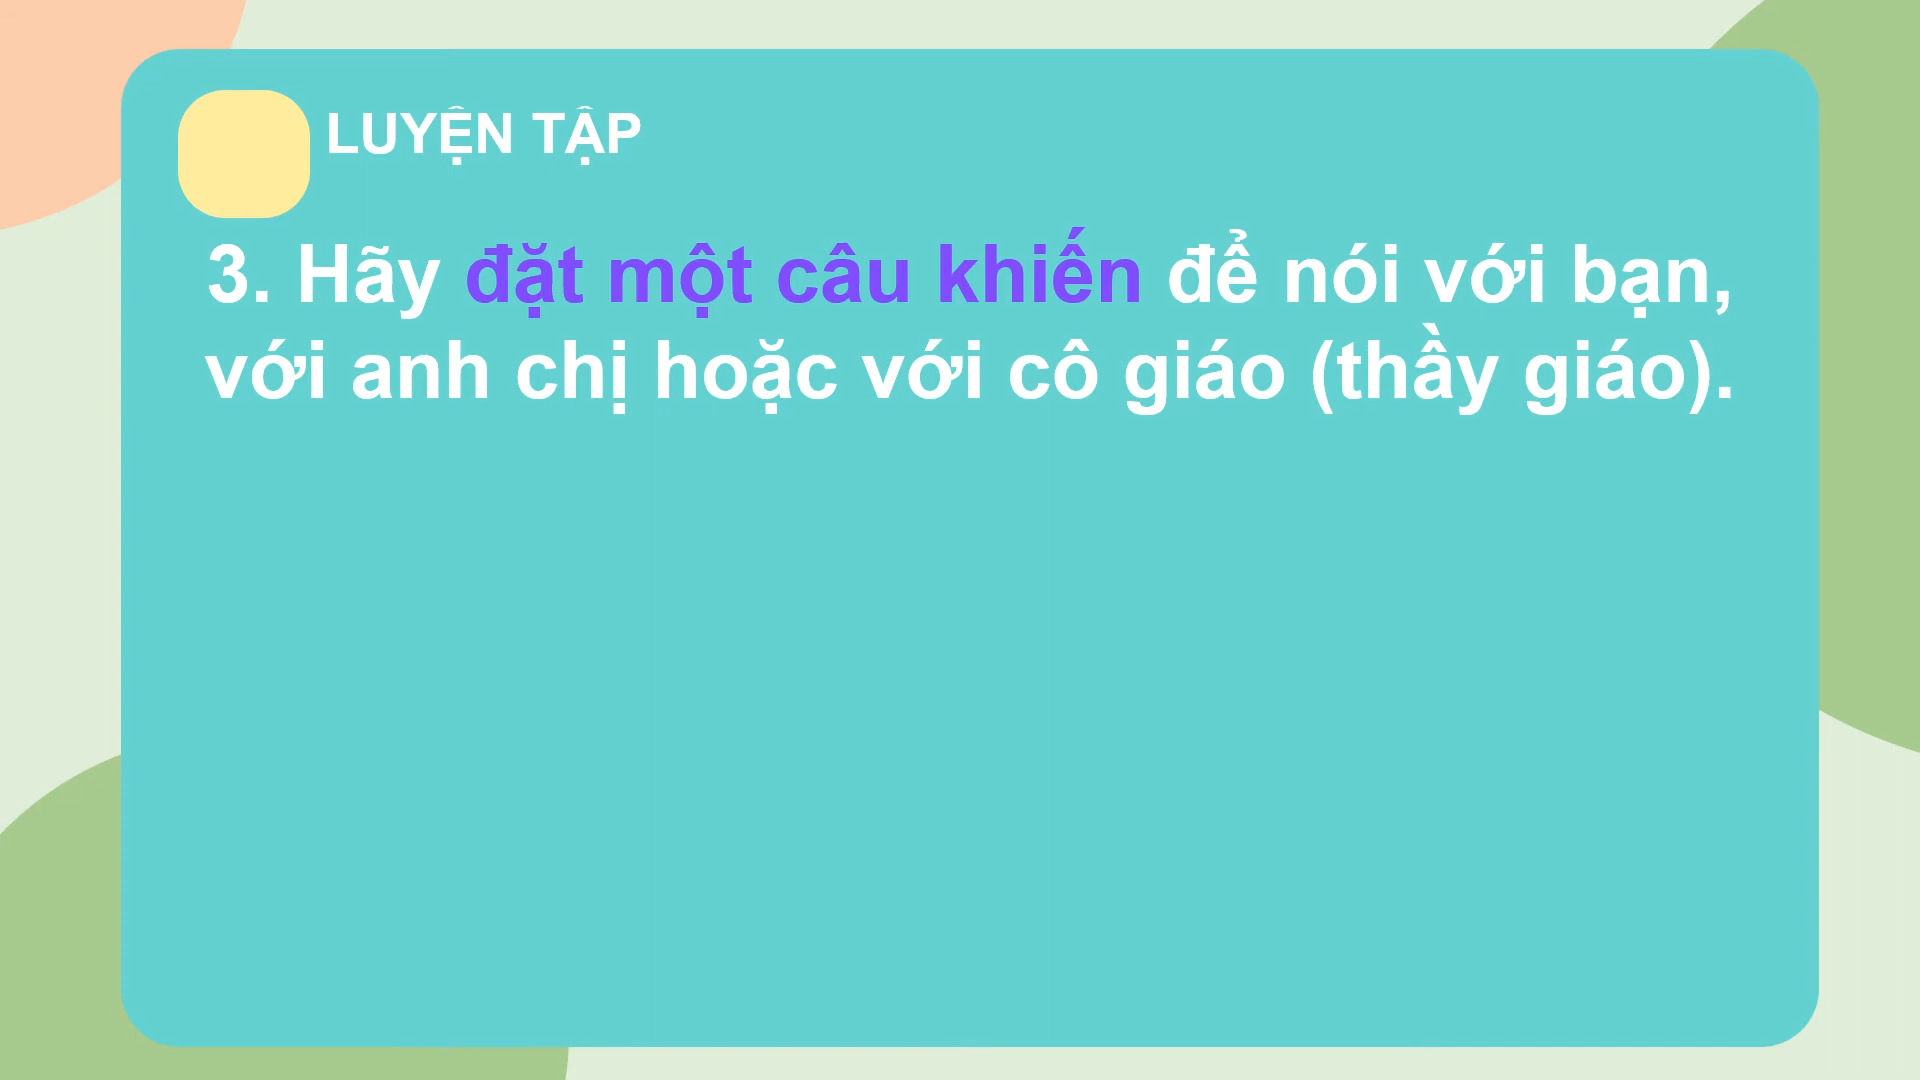 LUYỆN TẬP
3. Hãy đặt một câu khiến để nói với bạn,
với anh chị hoặc với cô giáo (thầy giáo).